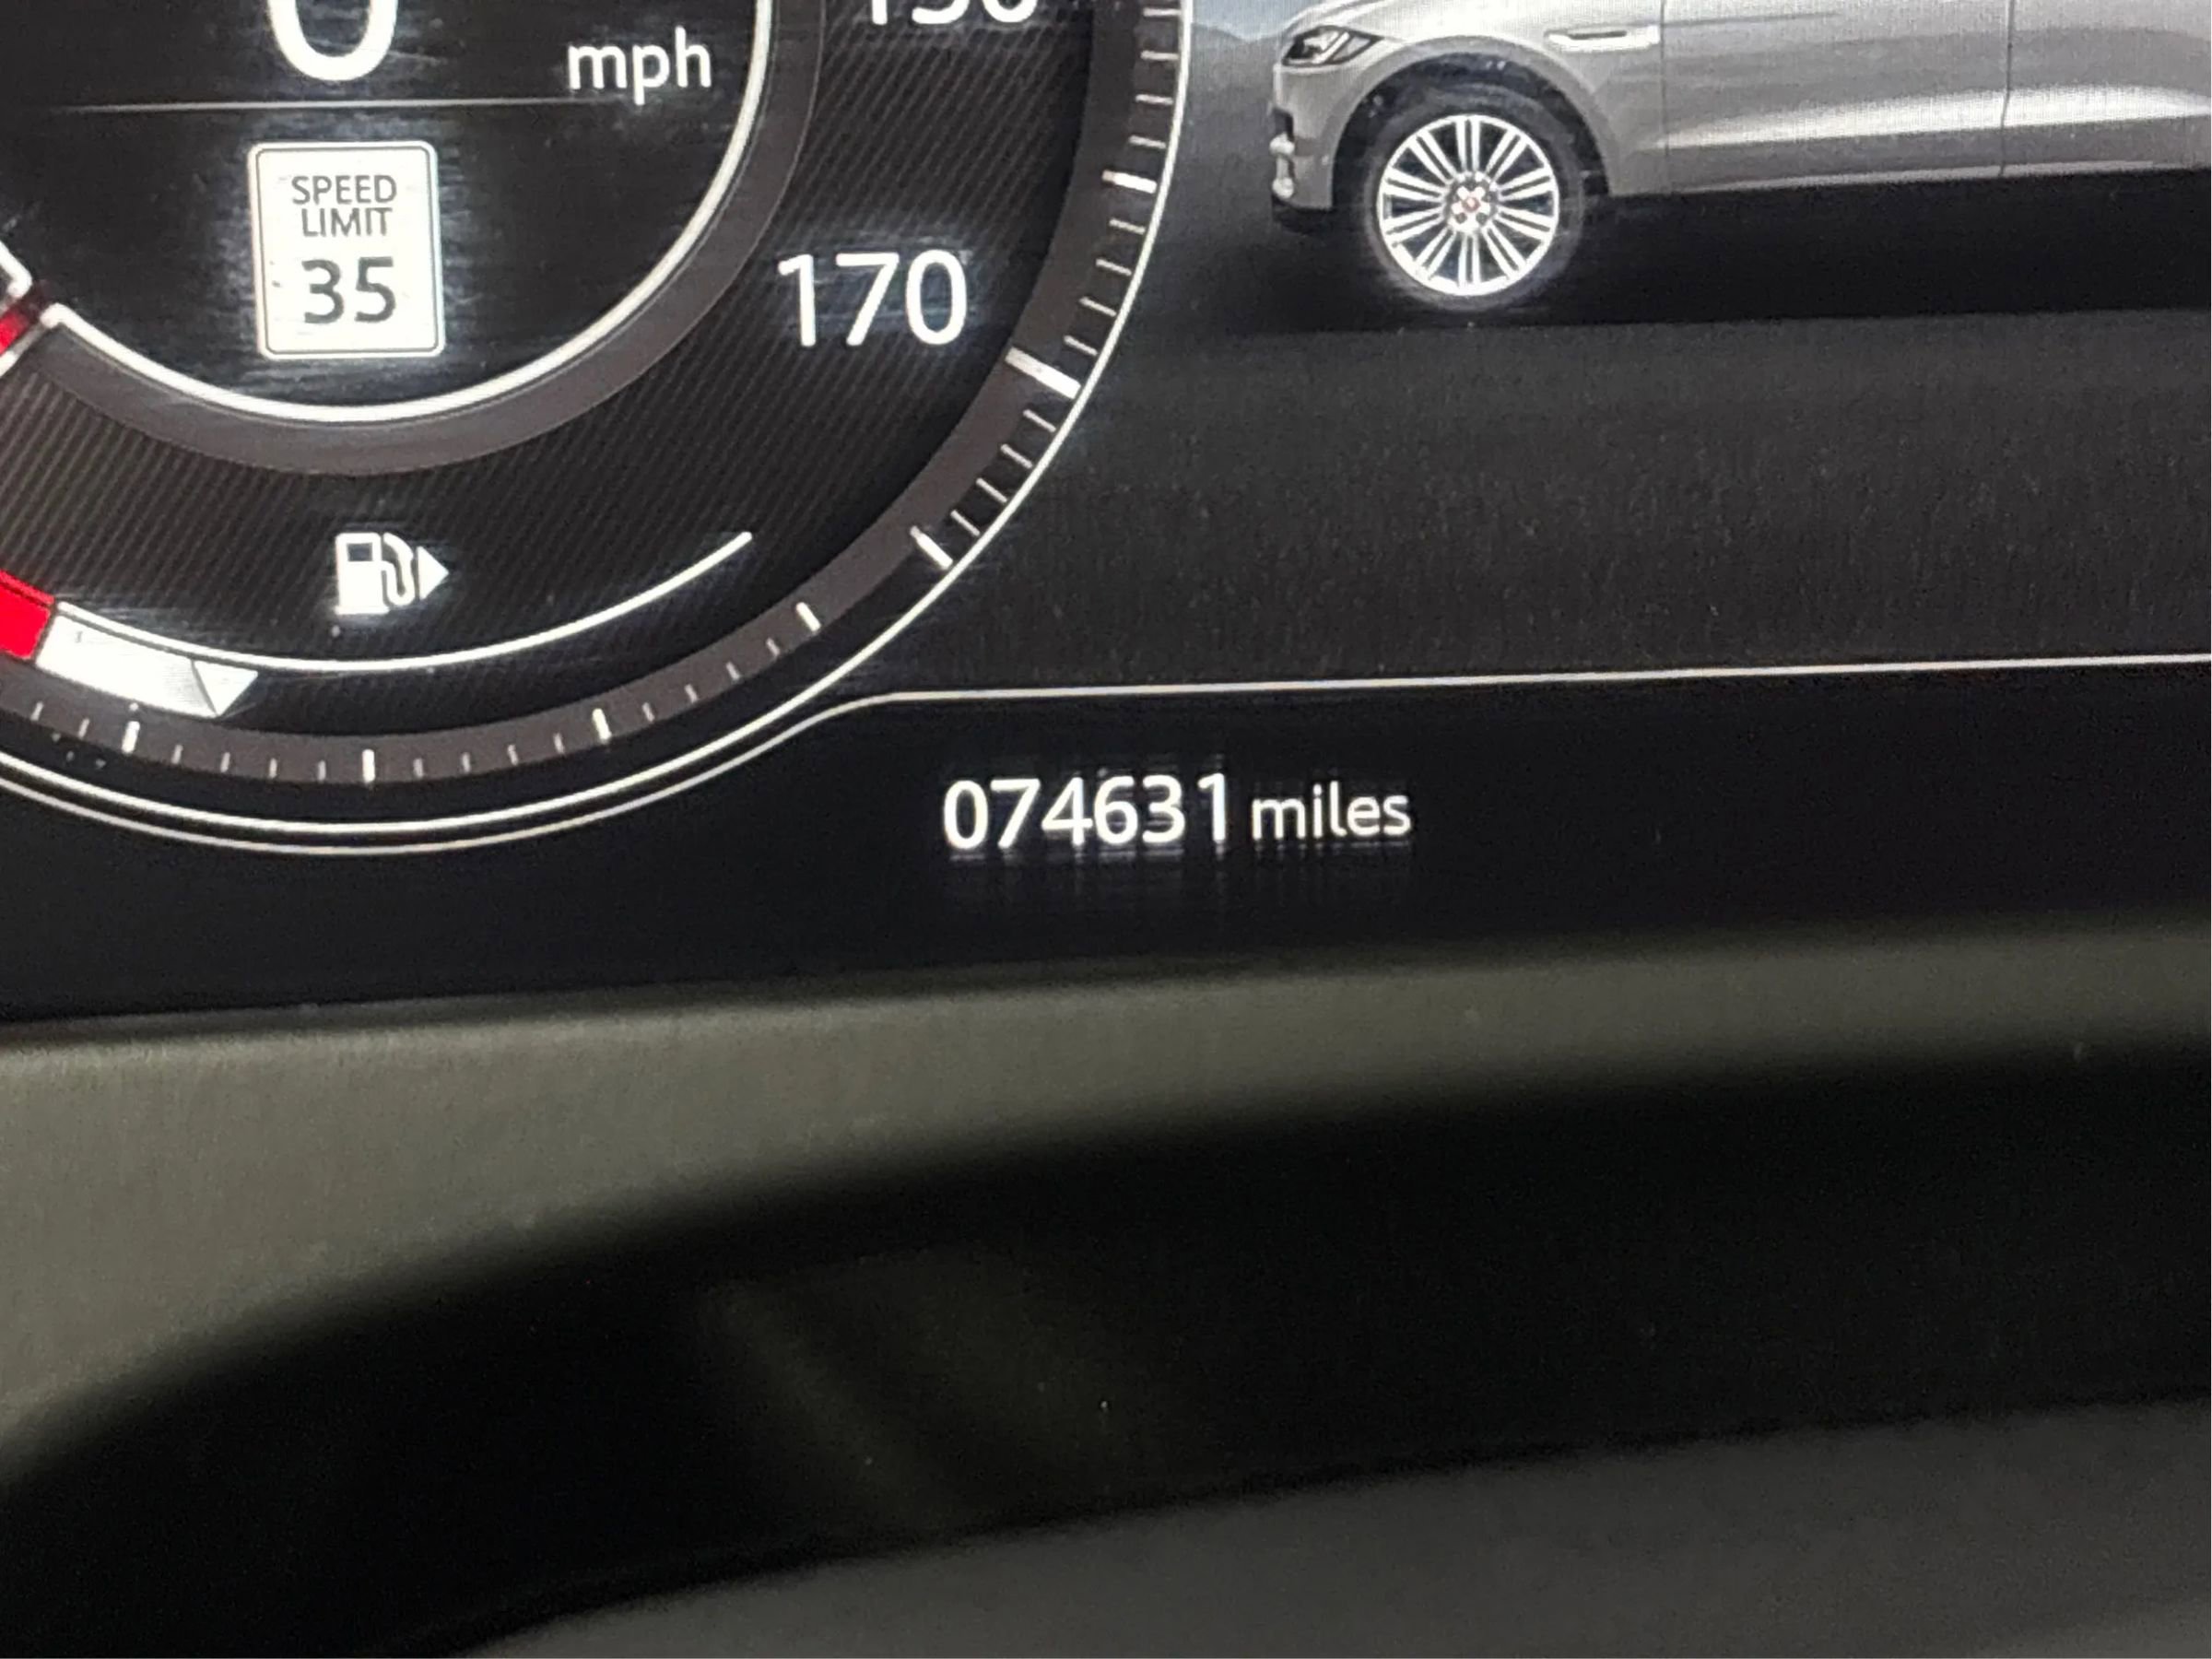 mph
SPEED
LIMIT
35
170
074631 miles